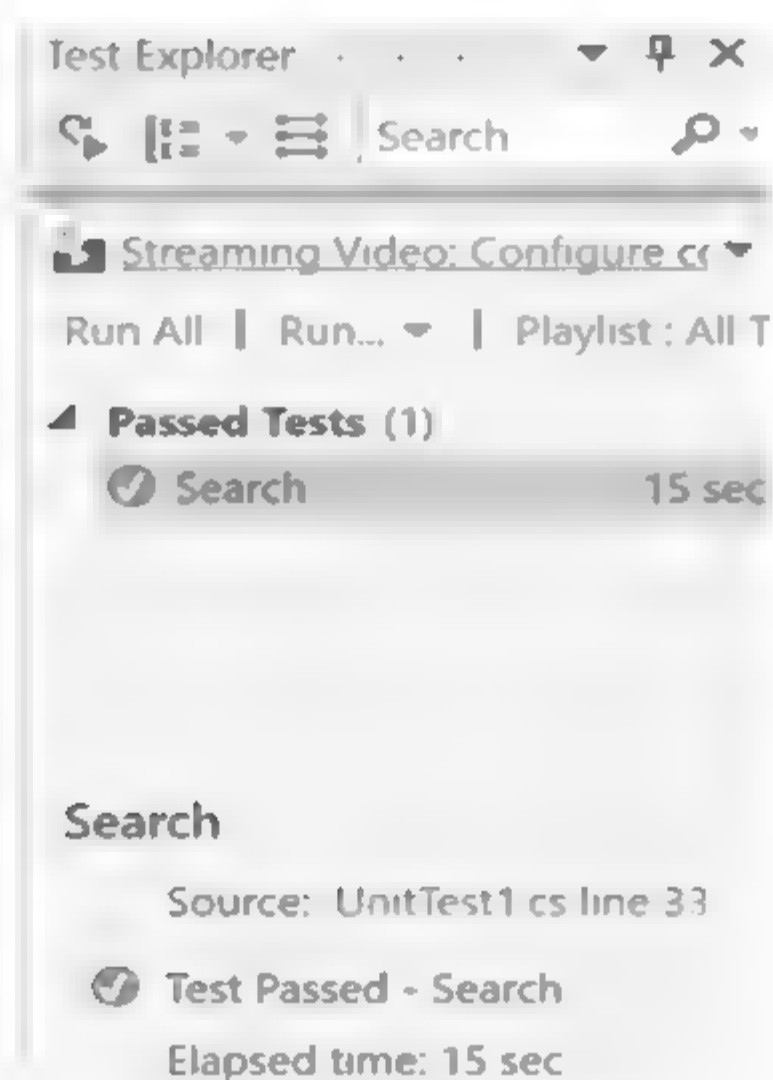 Test Explorer
Search
Streaming Video: Configure
Run All | Run... | Playlist : All T
Passed Tests (1)
Search 15 sec
Search
Source: UnitTest1 cs line 33
Test Passed - Search
Elapsed time: 15 sec